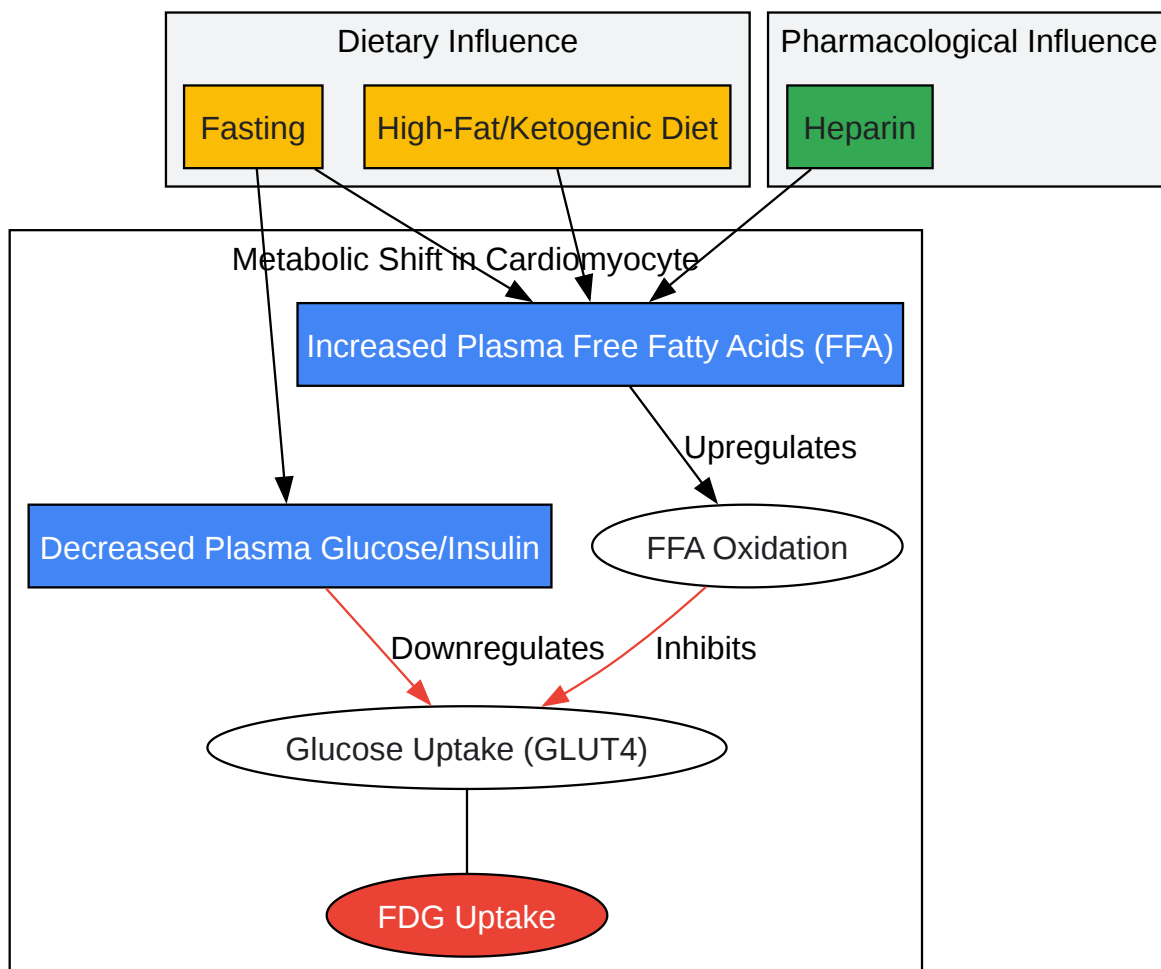 Dietary Influence
Pharmacological Influence
Fasting
High-Fat/Ketogenic Diet
Heparin
Metabolic Shift in Cardiomyocyte
Increased Plasma Free Fatty Acids (FFA)
Upregulates
Decreased Plasma Glucose/Insulin
FFA Oxidation
Downregulates
Inhibits
Glucose Uptake (GLUT4)
FDG Uptake